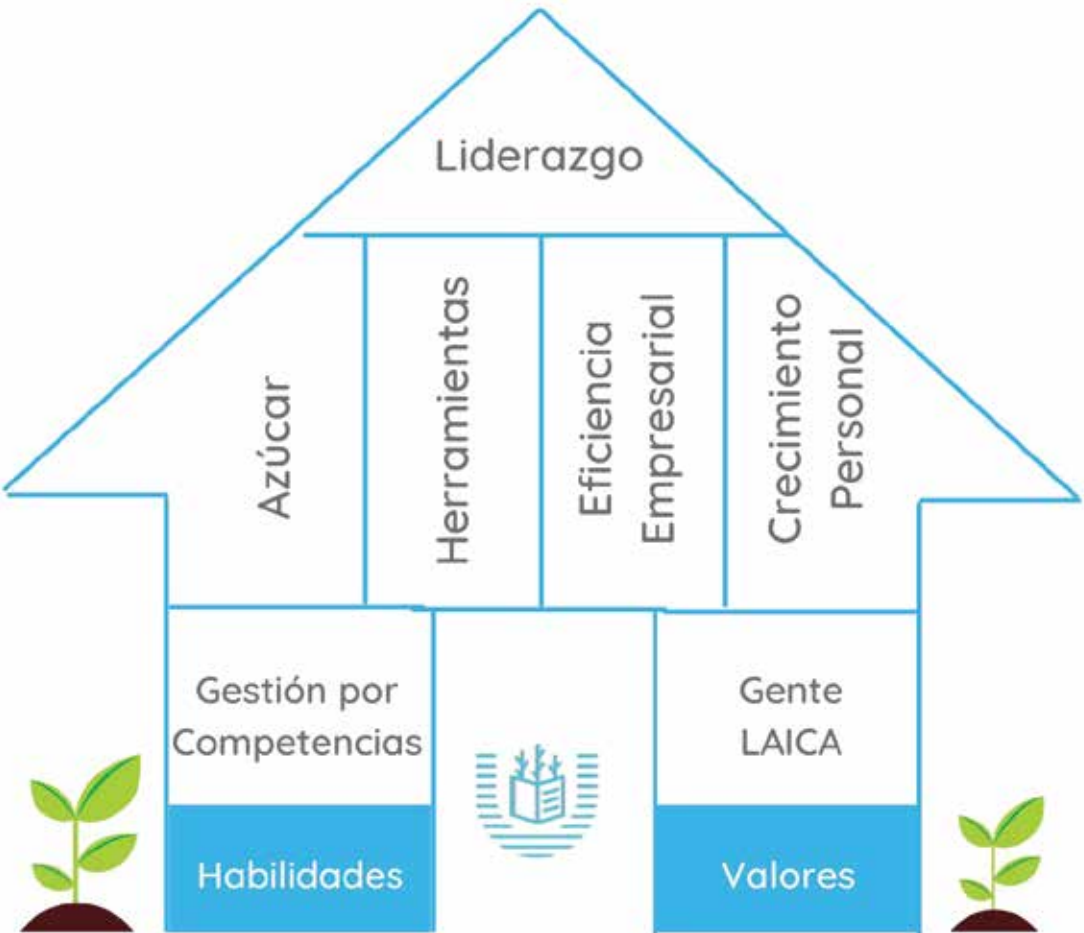 Liderazgo
Azúcar
Herramientas
Eficiencia
Empresarial
Crecimiento
Personal
Gestión por
Competencias
Gente
LAICA
Habilidades
Valores